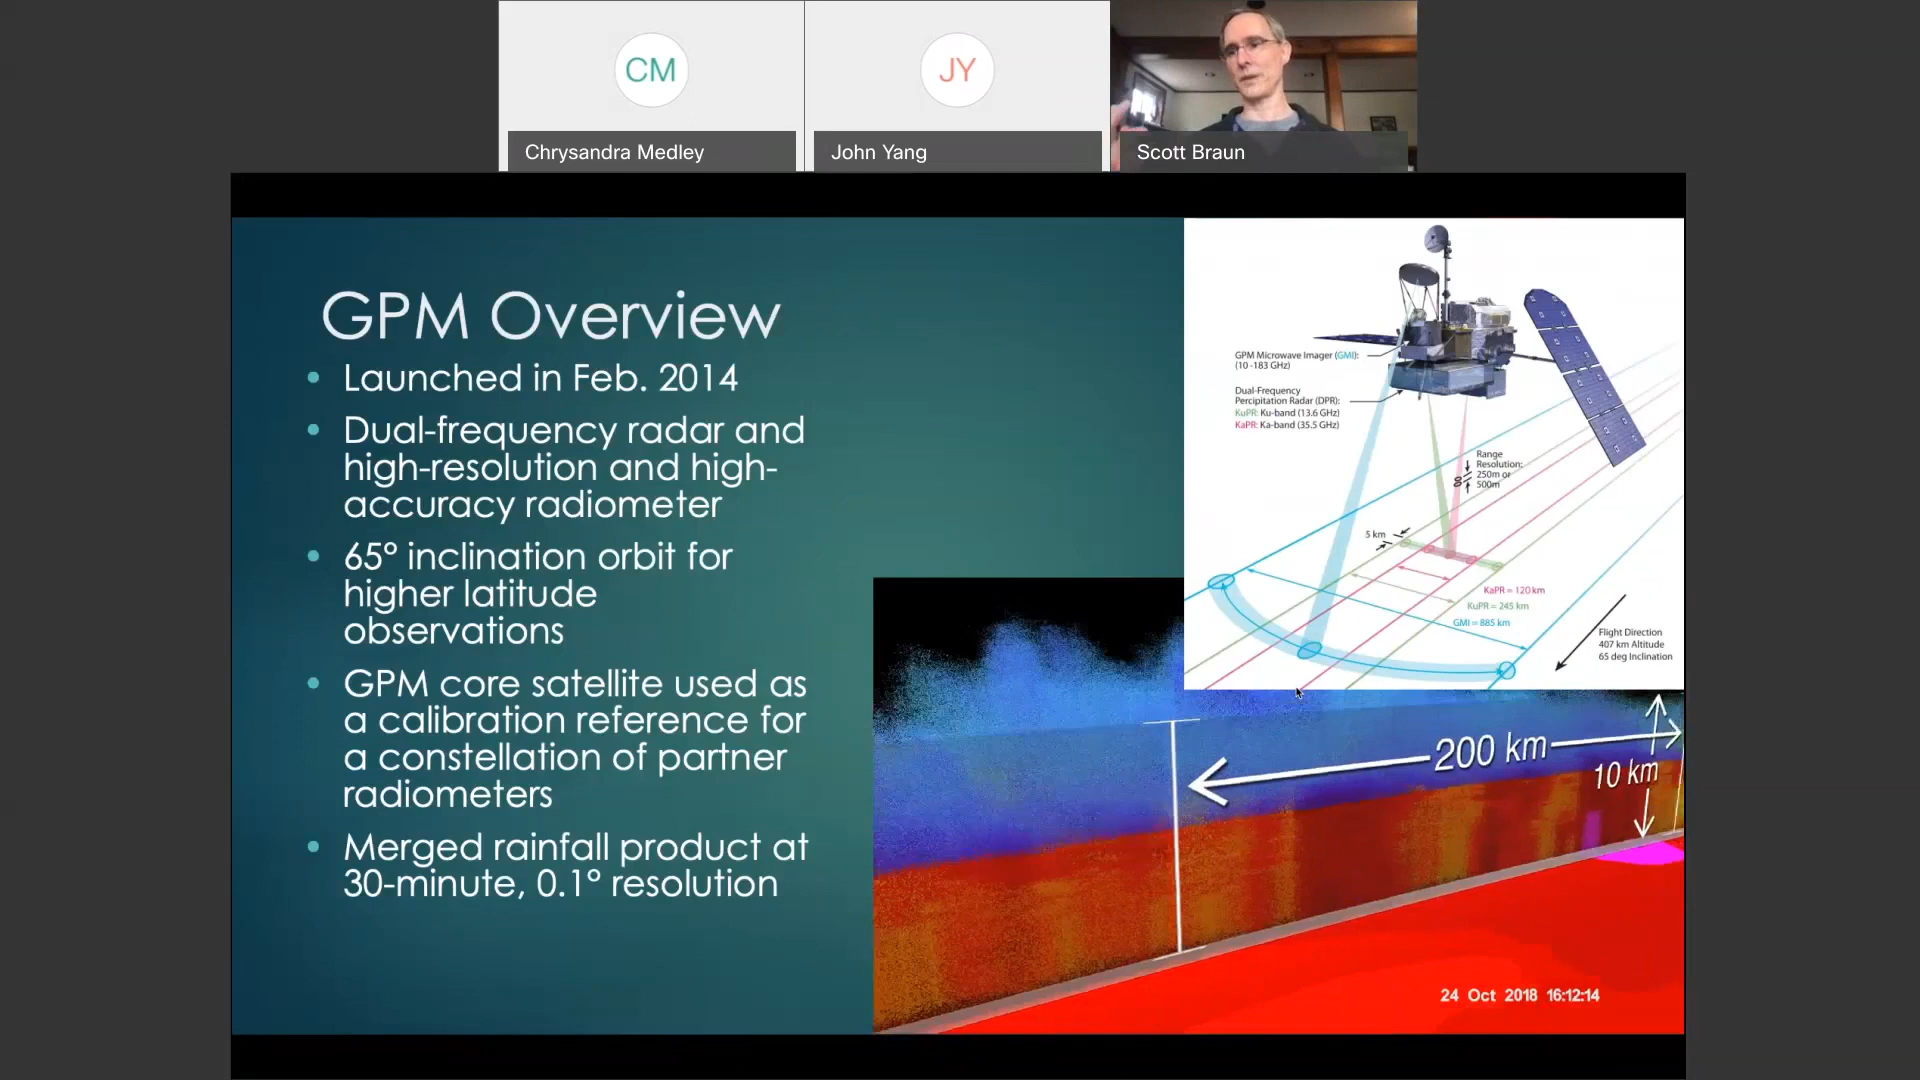 CM
Chrysandra Medley
JY
John Yang
Scott Braun
GPM Overview
• Launched in Feb. 2014
• Dual-frequency radar and
high-resolution and high-
accuracy radiometer
• 65° inclination orbit for
higher latitude
observations
• GPM core satellite used as
a calibration reference for
a constellation of partner
radiometers
• Merged rainfall product at
30-minute, 0.1° resolution
GPM Microwave Imager (GMI):
(10 -183 GHz)
Dual-Frequency
Percipitation Radar (DPR):
KuPR: Ku-band (13.6 GHz)
KaPR: Ka-band (35.5 GHz)
Range
Resolution:
250m or
500m
5 km
KaPR = 120 km
KuPR = 245 km
GMI = 885 km
Flight Direction
407 km Altitude
65 deg Inclination
200 km
10 km
24 Oct 2018 16:12:14